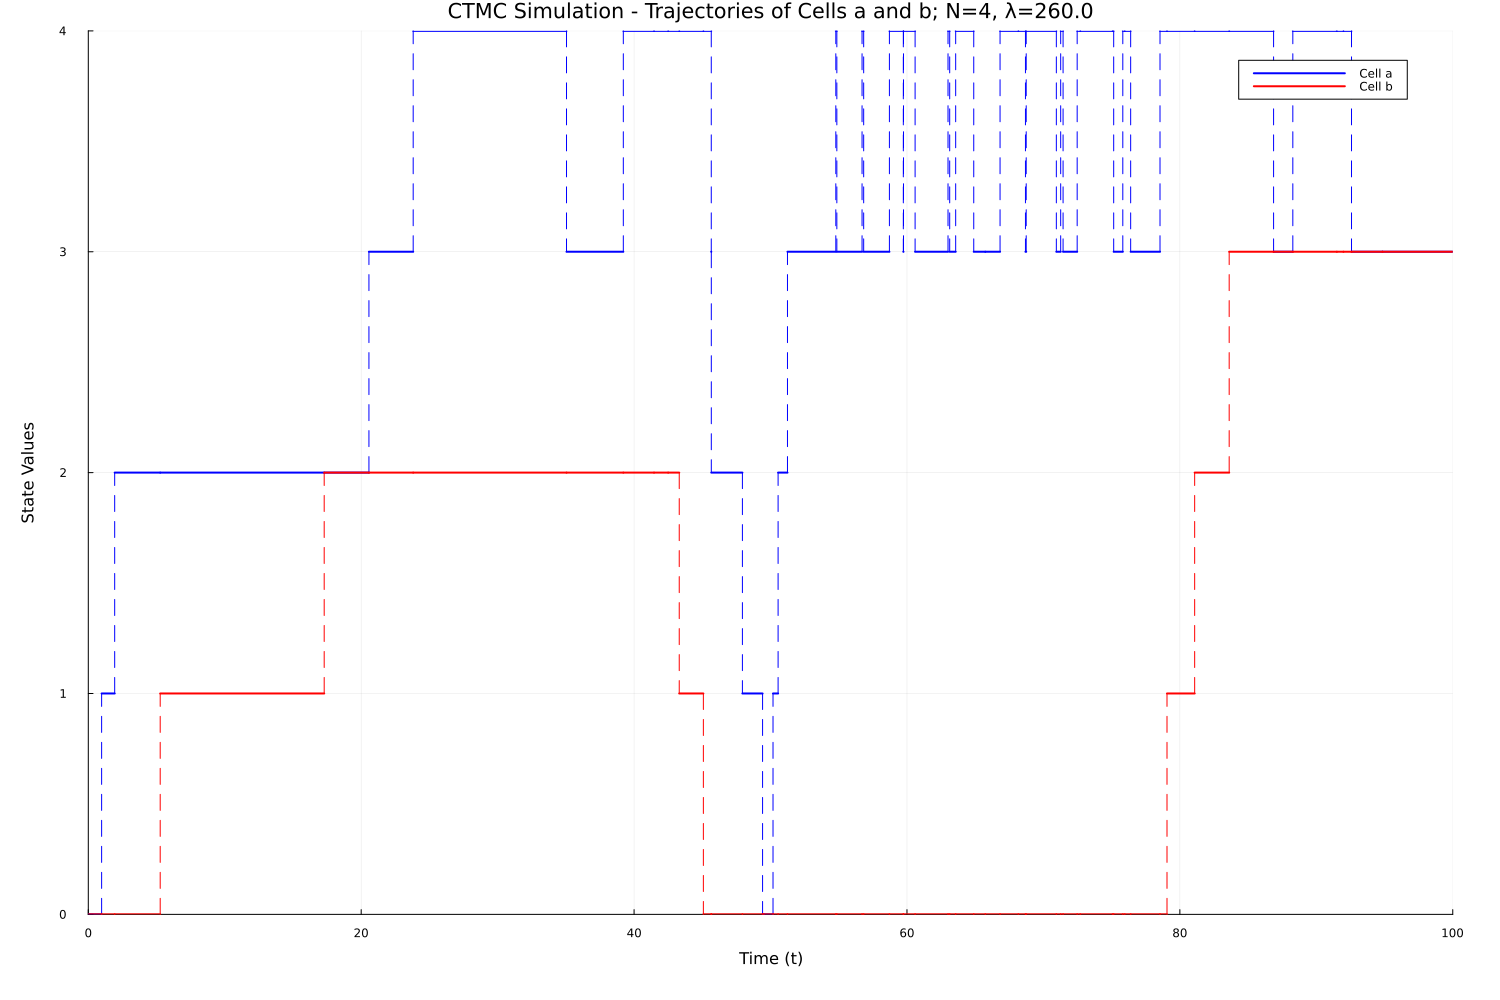 CTMC Simulation - Trajectories of Cells a and b; N=4, λ=260.0
4
Cell a
Cell b
3
State Values
2
1
0
0 20 40 60 80 100
Time (t)